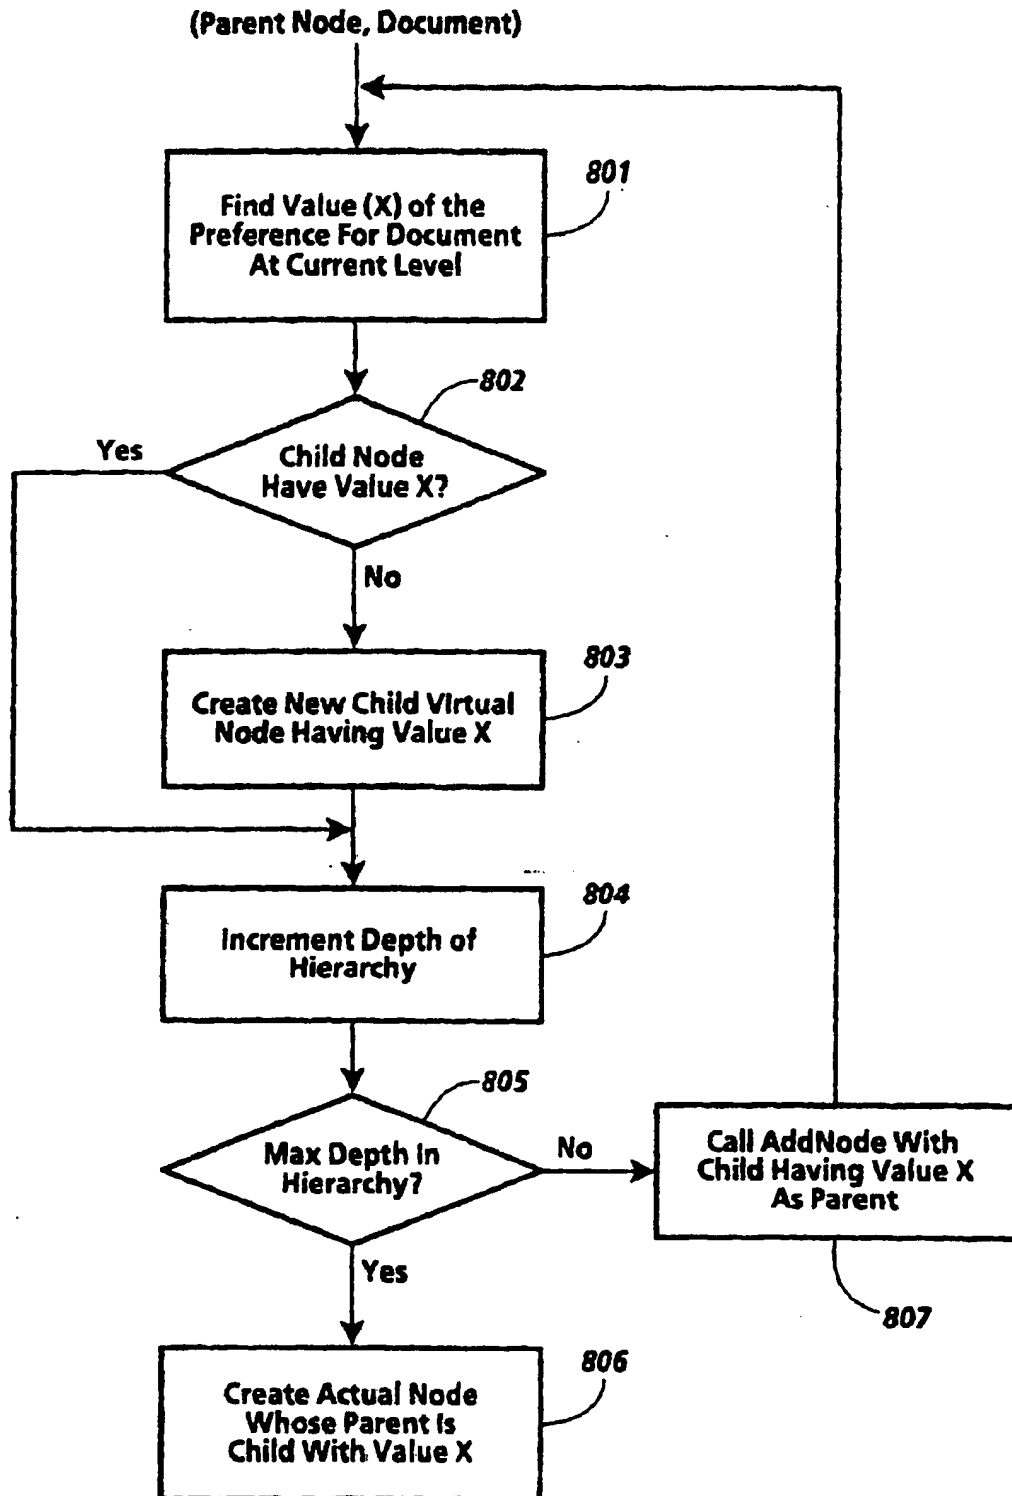 (Parent Node, Document)
801
Find Value (X) of the
Preference For Document
At Current Level
802
Yes
Child Node
Have Value X?
No
803
Create New Child Virtual
Node Having Value X
804
Increment Depth of
Hierarchy
805
Max Depth In
Hierarchy?
No
Call AddNode With
Child Having Value X
As Parent
Yes
807
806
Create Actual Node
Whose Parent Is
Child With Value X